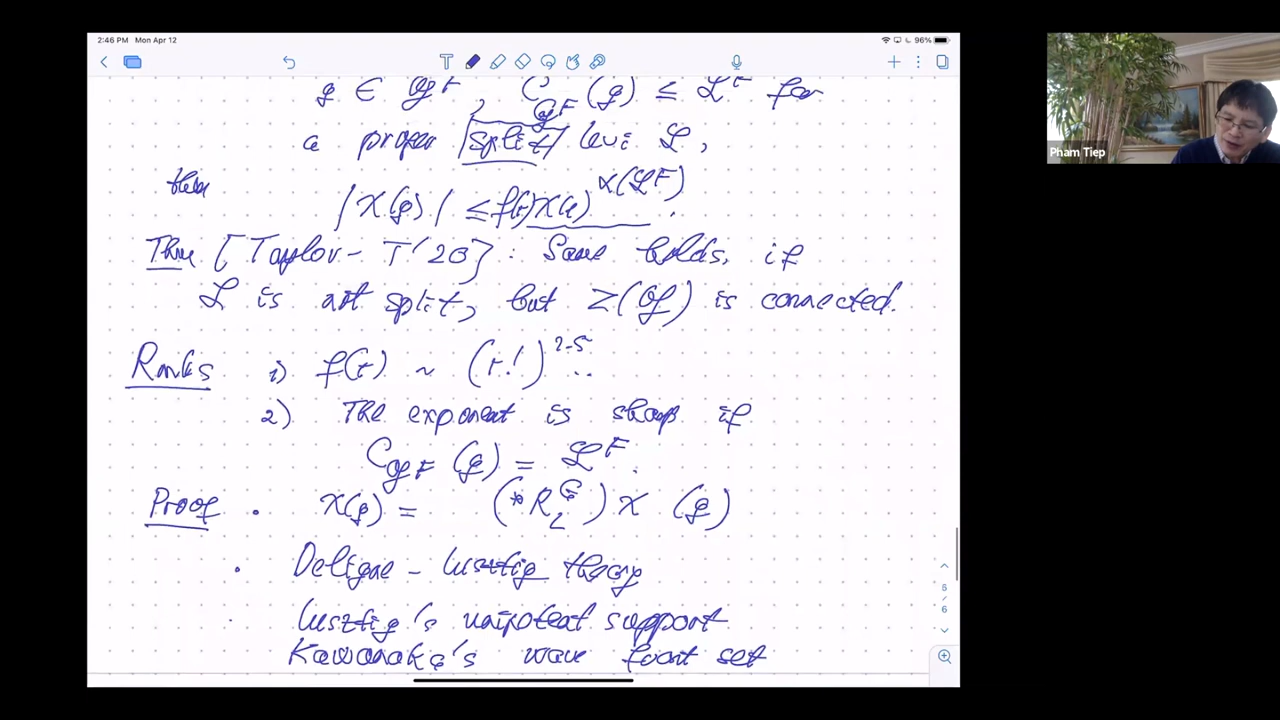 2:46 PM Mon Apr 12
96%
g ∈ G^F, C_{G^F}(g) ≤ L^F for
a proper split Levi L,
then
|χ(g)| ≤ f(r)χ(1)^{α(L^F)}.
Thm [Taylor - T '20]: Same holds, if
L is not split, but Z(G) is connected.
Rmks 1) f(r) ~ (r!)^{2.5} ..
2) The exponent is sharp if
C_{G^F}(g) = L^F.
Proof • χ(g) = (*R_L^G) χ (g)
• Deligne - Lusztig theory
Lusztig's unipotent support
Kawanaka's wave front set
5
6
Pham Tiep